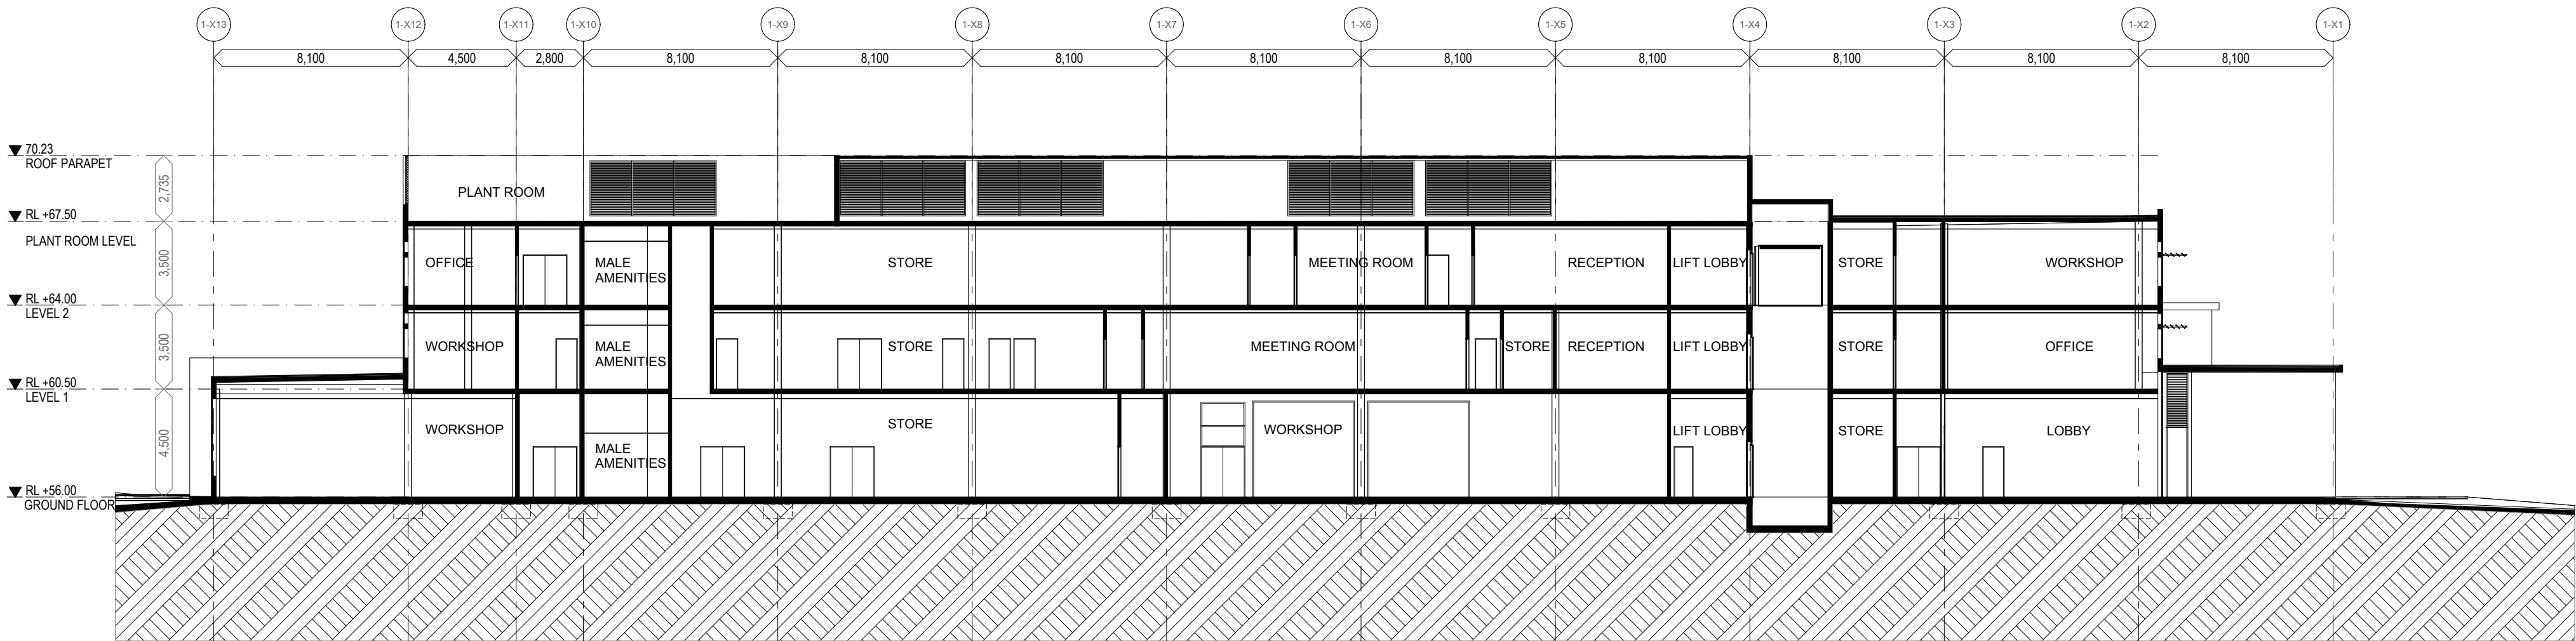 1-X13 1-X12 1-X11 1-X10 1-X9 1-X8 1-X7 1-X6 1-X5 1-X4 1-X3 1-X2 1-X1
8,100 4,500 2,800 8,100 8,100 8,100 8,100 8,100 8,100 8,100 8,100 8,100
70.23
ROOF PARAPET
2,735
PLANT ROOM
RL +67.50
PLANT ROOM LEVEL
3,500
OFFICE MALE STORE MEETING ROOM RECEPTION LIFT LOBBY STORE WORKSHOP
AMENITIES
RL +64.00
LEVEL 2
3,500
WORKSHOP MALE STORE MEETING ROOM STORE RECEPTION LIFT LOBBY STORE OFFICE
AMENITIES
RL +60.50
LEVEL 1
4,500
STORE
WORKSHOP WORKSHOP LIFT LOBBY STORE LOBBY
MALE
AMENITIES
RL +56.00
GROUND FLOOR